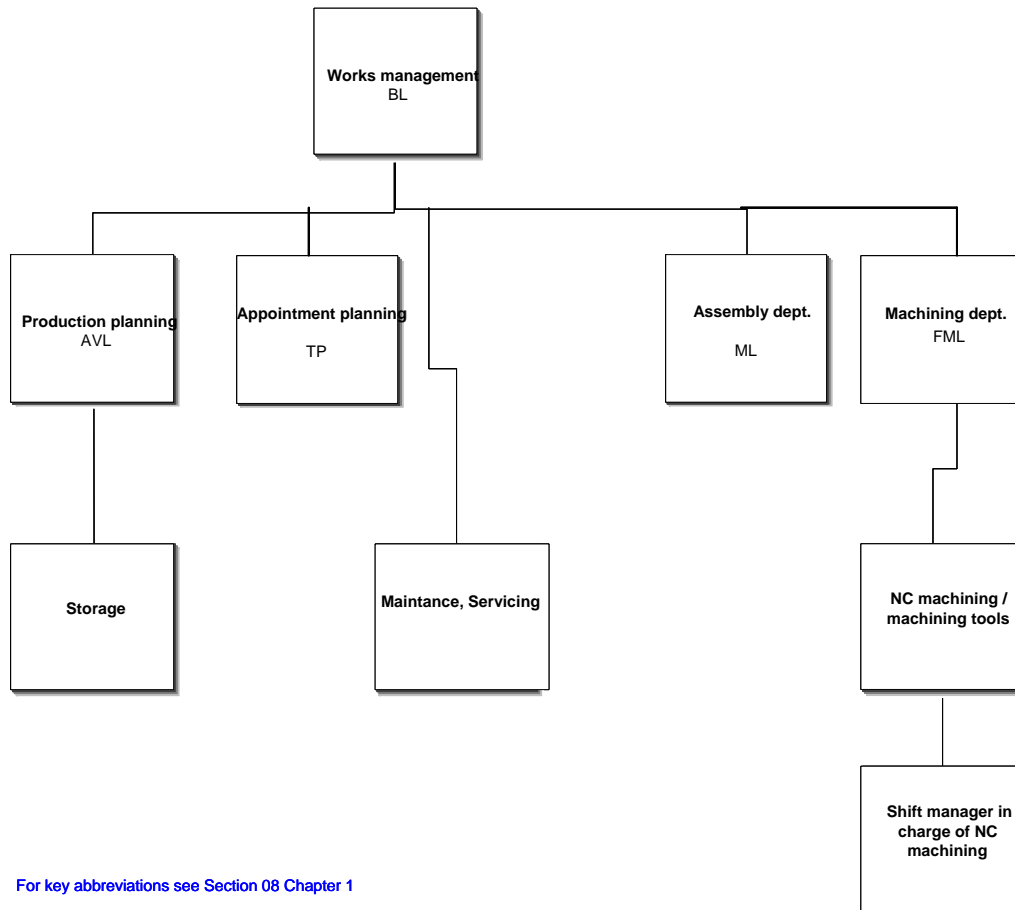 Works management
BL
Production planning
AVL
Appointment planning
TP
Assembly dept.
ML
Machining dept.
FML
Storage
Maintance, Servicing
NC machining /
machining tools
Shift manager in
charge of NC
machining
For key abbreviations see Section 08 Chapter 1